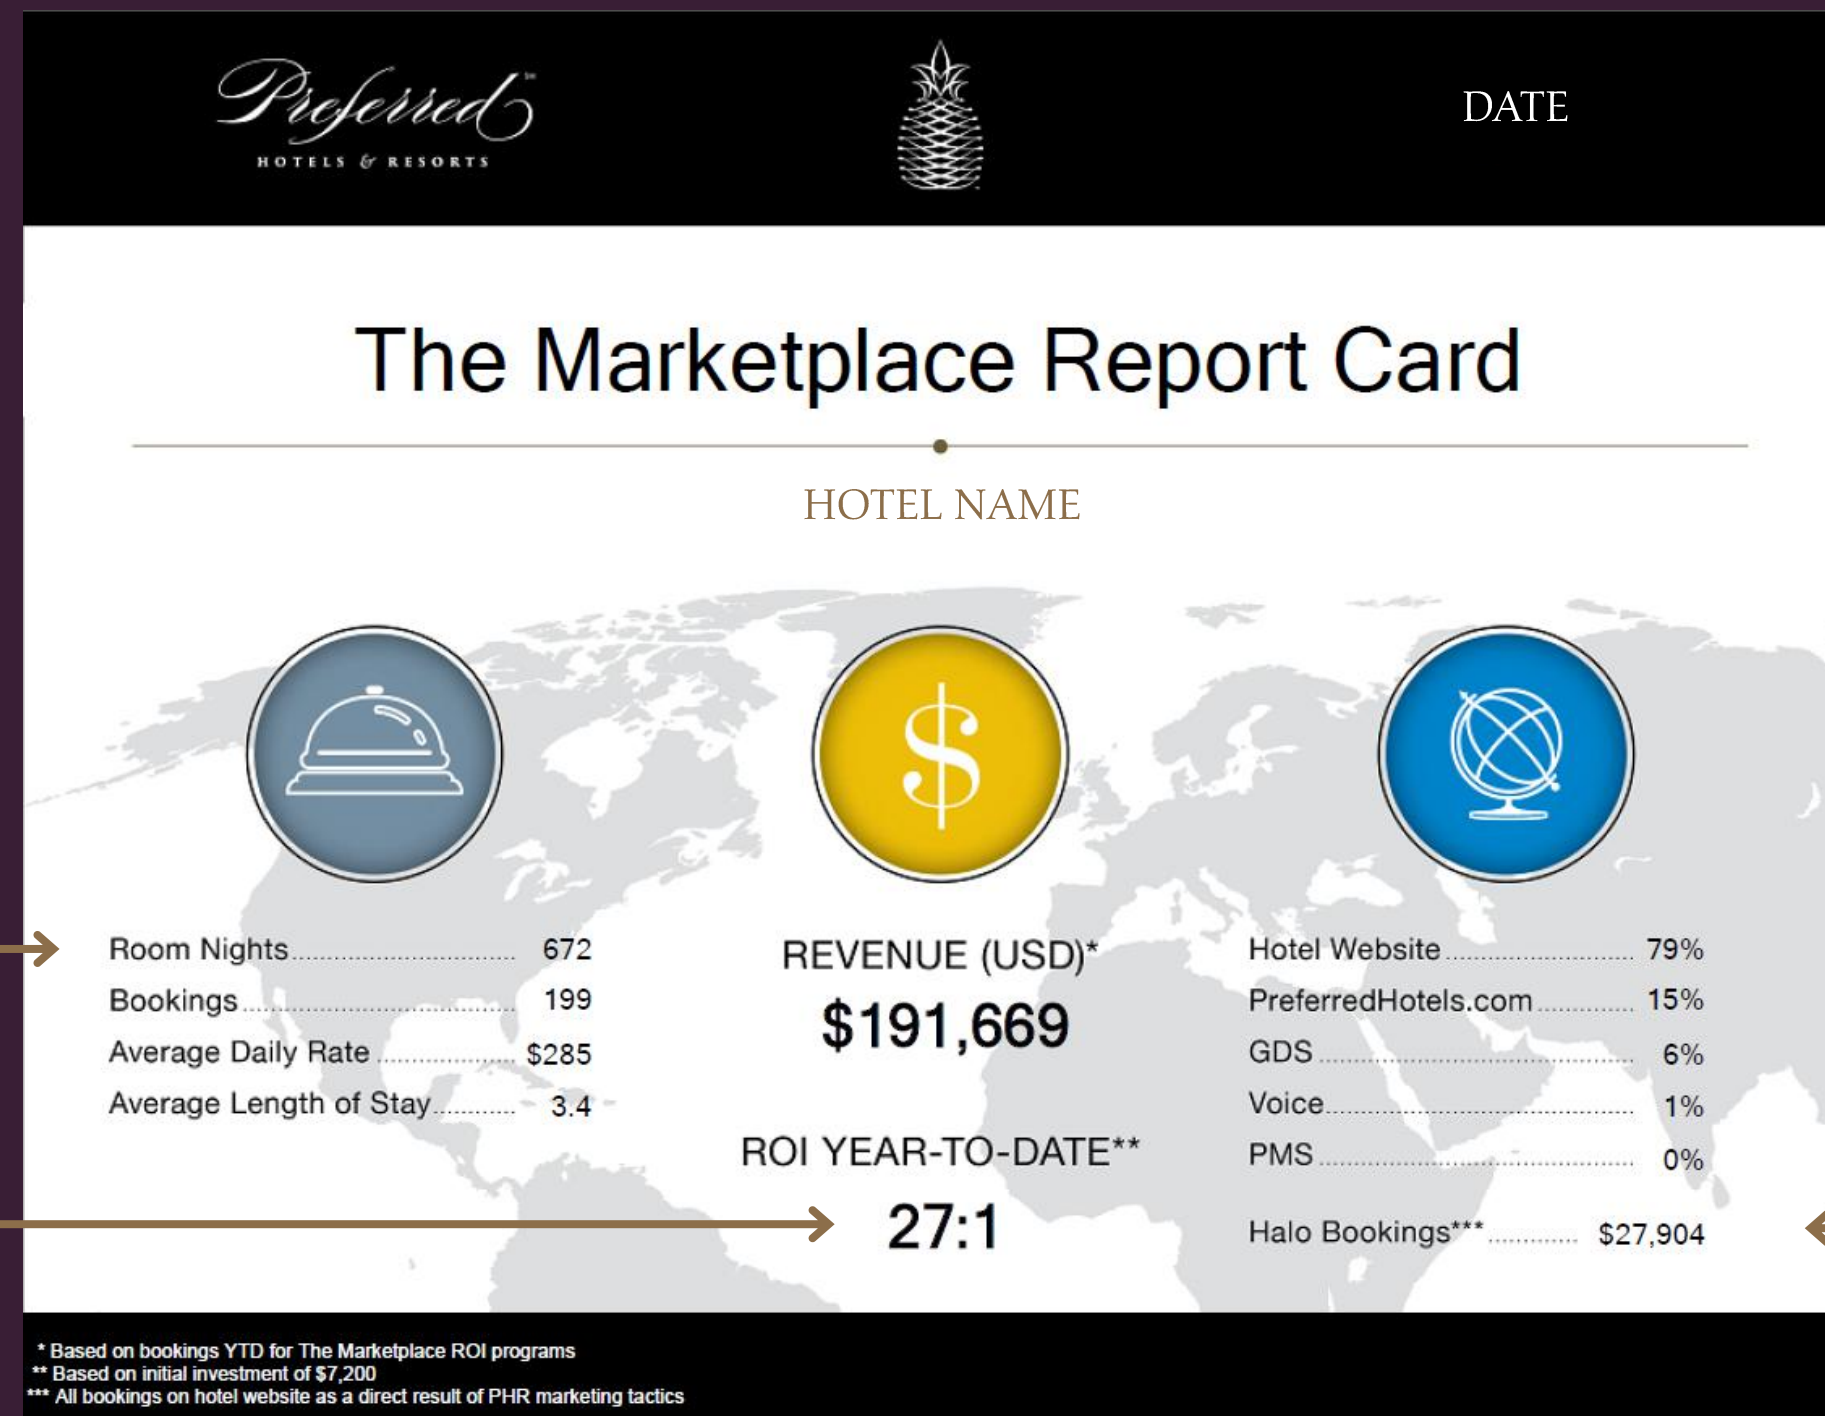 Preferred℠
HOTELS & RESORTS
DATE
The Marketplace Report Card
HOTEL NAME
$
Room Nights 672
Bookings 199
Average Daily Rate $285
Average Length of Stay 3.4
REVENUE (USD)*
$191,669
ROI YEAR-TO-DATE**
27:1
Hotel Website 79%
PreferredHotels.com 15%
GDS 6%
Voice 1%
PMS 0%
Halo Bookings*** $27,904
* Based on bookings YTD for The Marketplace ROI programs
** Based on initial investment of $7,200
*** All bookings on hotel website as a direct result of PHR marketing tactics